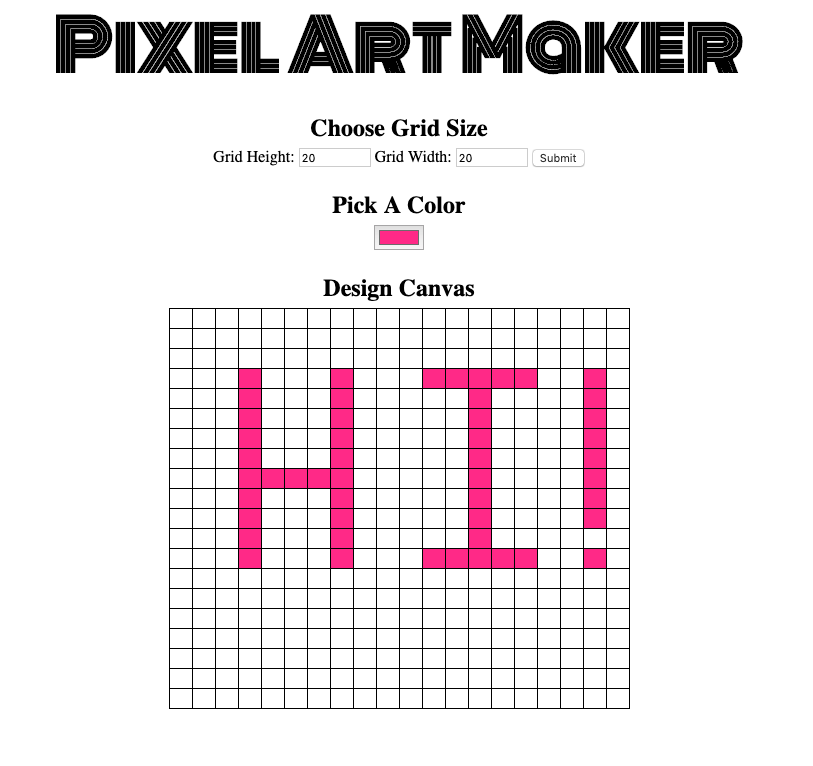 Pixel Art Maker
Choose Grid Size
Grid Height: 20 Grid Width: 20 Submit
Pick A Color
Design Canvas
HI!